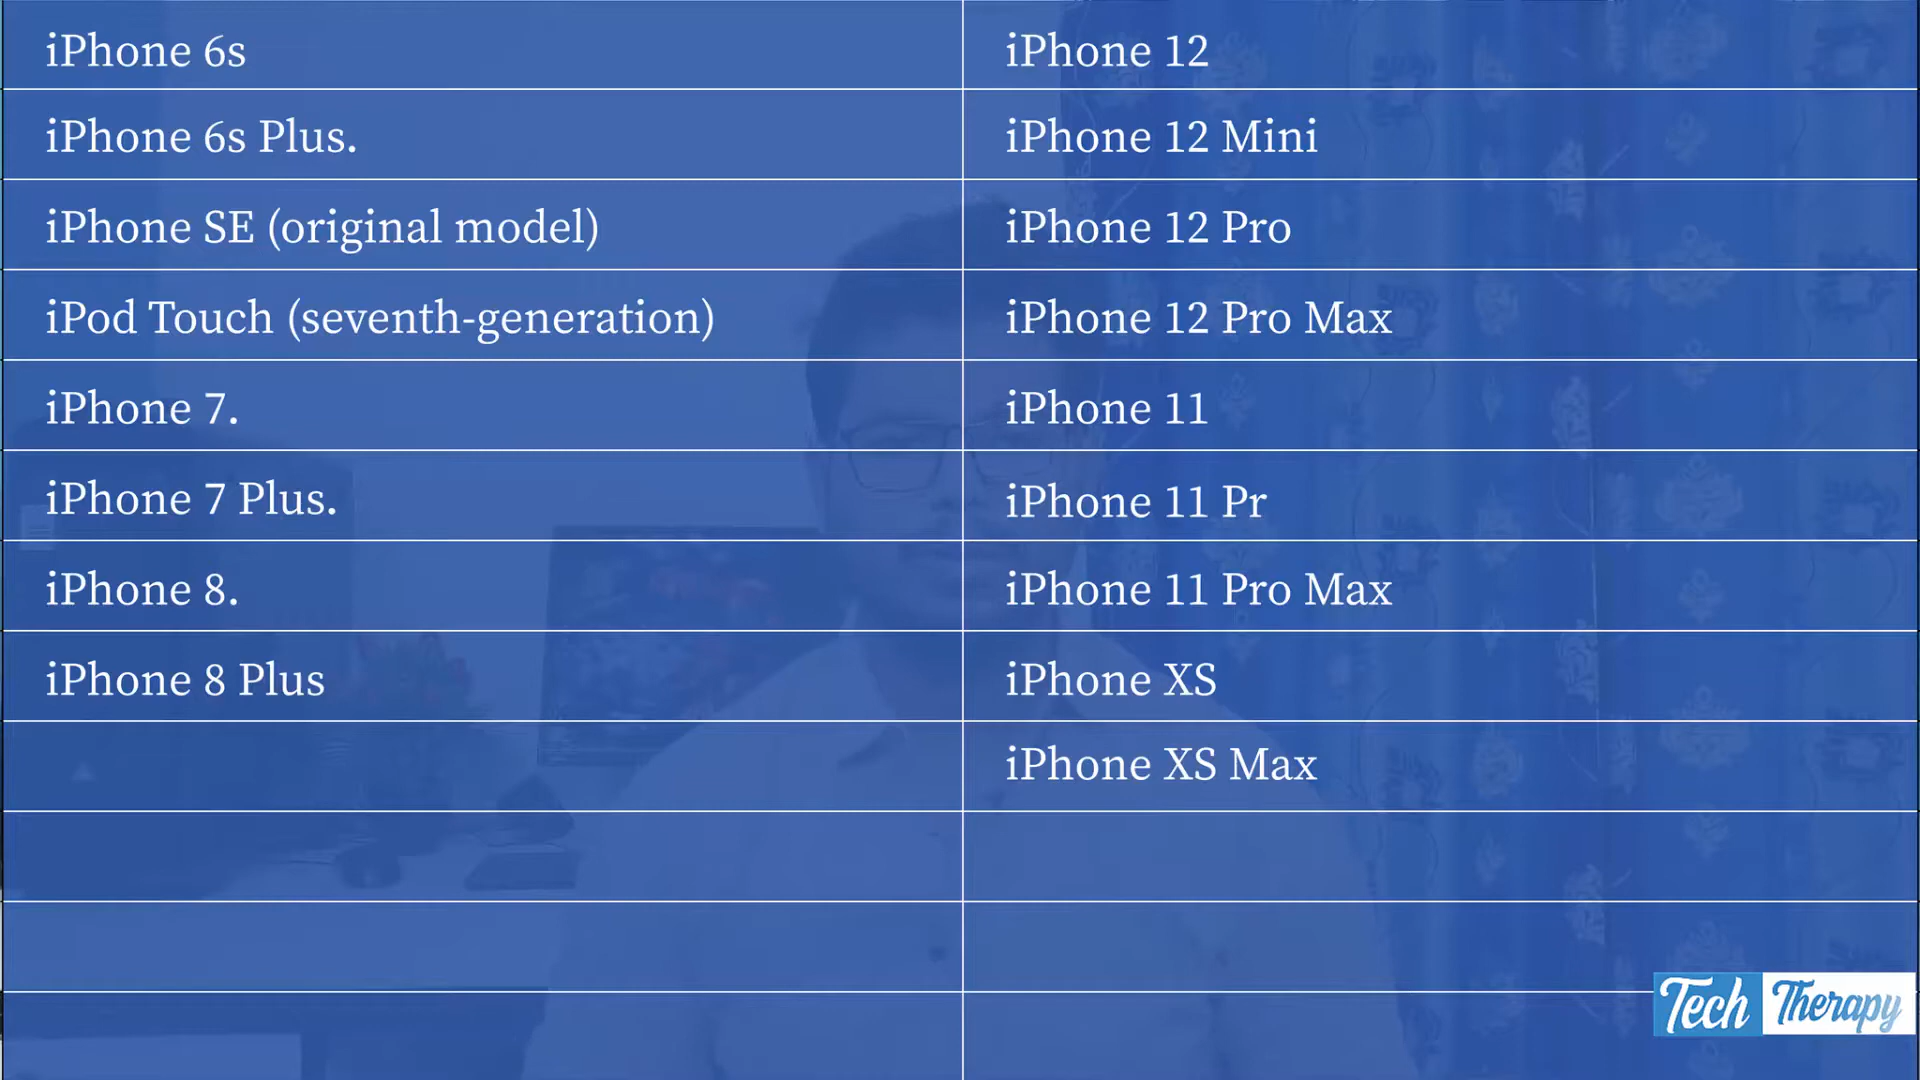 iPhone 6s
iPhone 12
iPhone 6s Plus.
iPhone 12 Mini
iPhone SE (original model)
iPhone 12 Pro
iPod Touch (seventh-generation)
iPhone 12 Pro Max
iPhone 7.
iPhone 11
iPhone 7 Plus.
iPhone 11 Pr
iPhone 8.
iPhone 11 Pro Max
iPhone 8 Plus
iPhone XS
iPhone XS Max
Tech Therapy